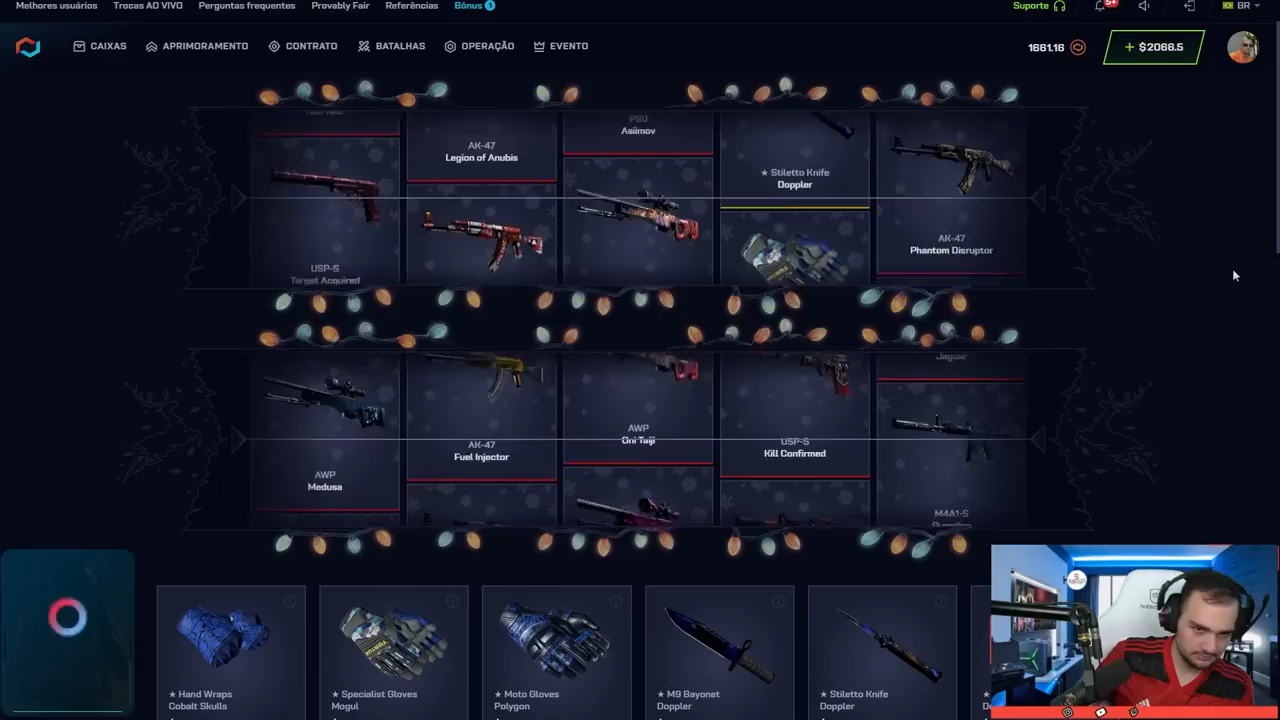 Melhores usuários Trocas AO VIVO Perguntas frequentes Provably Fair Referências Bônus 1 Suporte 5+ BR
CAIXAS APRIMORAMENTO CONTRATO BATALHAS OPERAÇÃO EVENTO 1661.16 + $2066.5
P90
Asiimov
AK-47
Legion of Anubis
★ Stiletto Knife
Doppler
AK-47
Phantom Disruptor
USP-S
Target Acquired
AWP
Oni Taiji
USP-S
Kill Confirmed
AK-47
Fuel Injector
AWP
Medusa
M4A1-S
TORTUE
★ Hand Wraps
Cobalt Skulls
★ Specialist Gloves
Mogul
★ Moto Gloves
Polygon
★ M9 Bayonet
Doppler
★ Stiletto Knife
Doppler